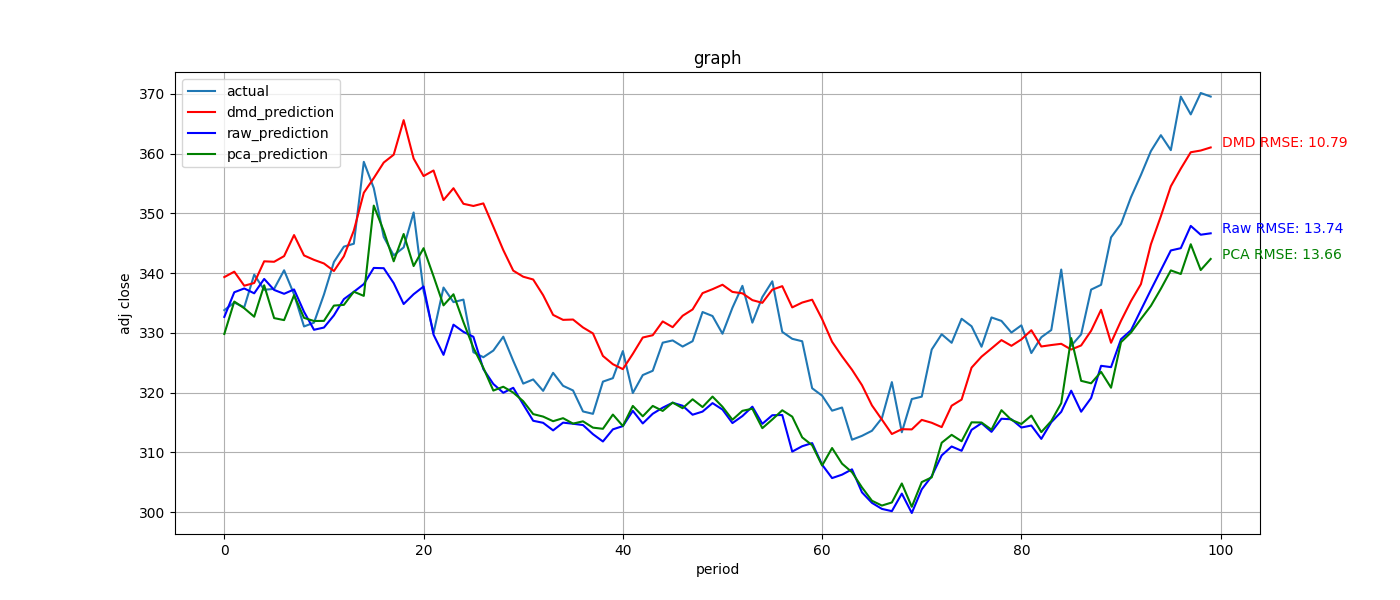 graph
actual
dmd_prediction
raw_prediction
pca_prediction
370
360
350
340
330
320
310
300
adj close
DMD RMSE: 10.79
Raw RMSE: 13.74
PCA RMSE: 13.66
0 20 40 60 80 100
period